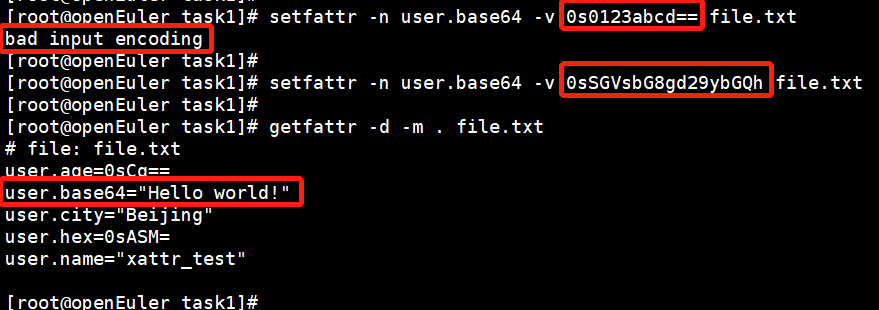 [root@openEuler task1]# setfattr -n user.base64 -v 0s0123abcd== file.txt
bad input encoding
[root@openEuler task1]#
[root@openEuler task1]# setfattr -n user.base64 -v 0sSGVsbG8gd29ybGQh file.txt
[root@openEuler task1]#
[root@openEuler task1]# getfattr -d -m . file.txt
# file: file.txt
user.age=0sCg==
user.base64="Hello world!"
user.city="Beijing"
user.hex=0sASM=
user.name="xattr_test"
[root@openEuler task1]#